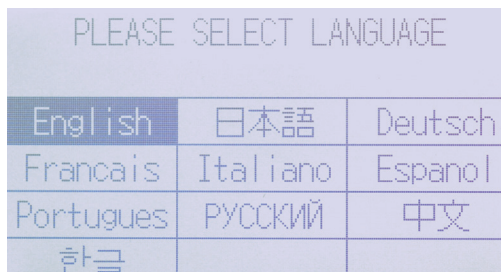 PLEASE SELECT LANGUAGE
English 日本語 Deutsch
Francais Italiano Espanol
Portugues РУССКИЙ 中文
한글